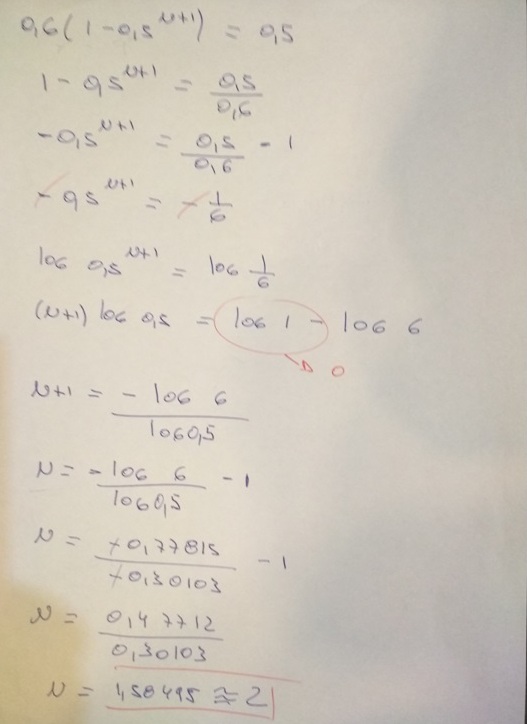 0,6(1-0,5^{N+1}) = 0,5
1 - 0,5^{N+1} = \frac{0,5}{0,6}
-0,5^{N+1} = \frac{0,5}{0,6} - 1
- 0,5^{N+1} = - \frac{1}{6}
log 0,5^{N+1} = log \frac{1}{6}
(N+1) log 0,5 = log 1 - log 6
→ 0
N+1 = \frac{- log 6}{log 0,5}
N = \frac{-log 6}{log 0,5} - 1
N = \frac{-0,77815}{-0,30103} - 1
N = \frac{0,47712}{0,30103}
N = 1,58495 ≅ 2